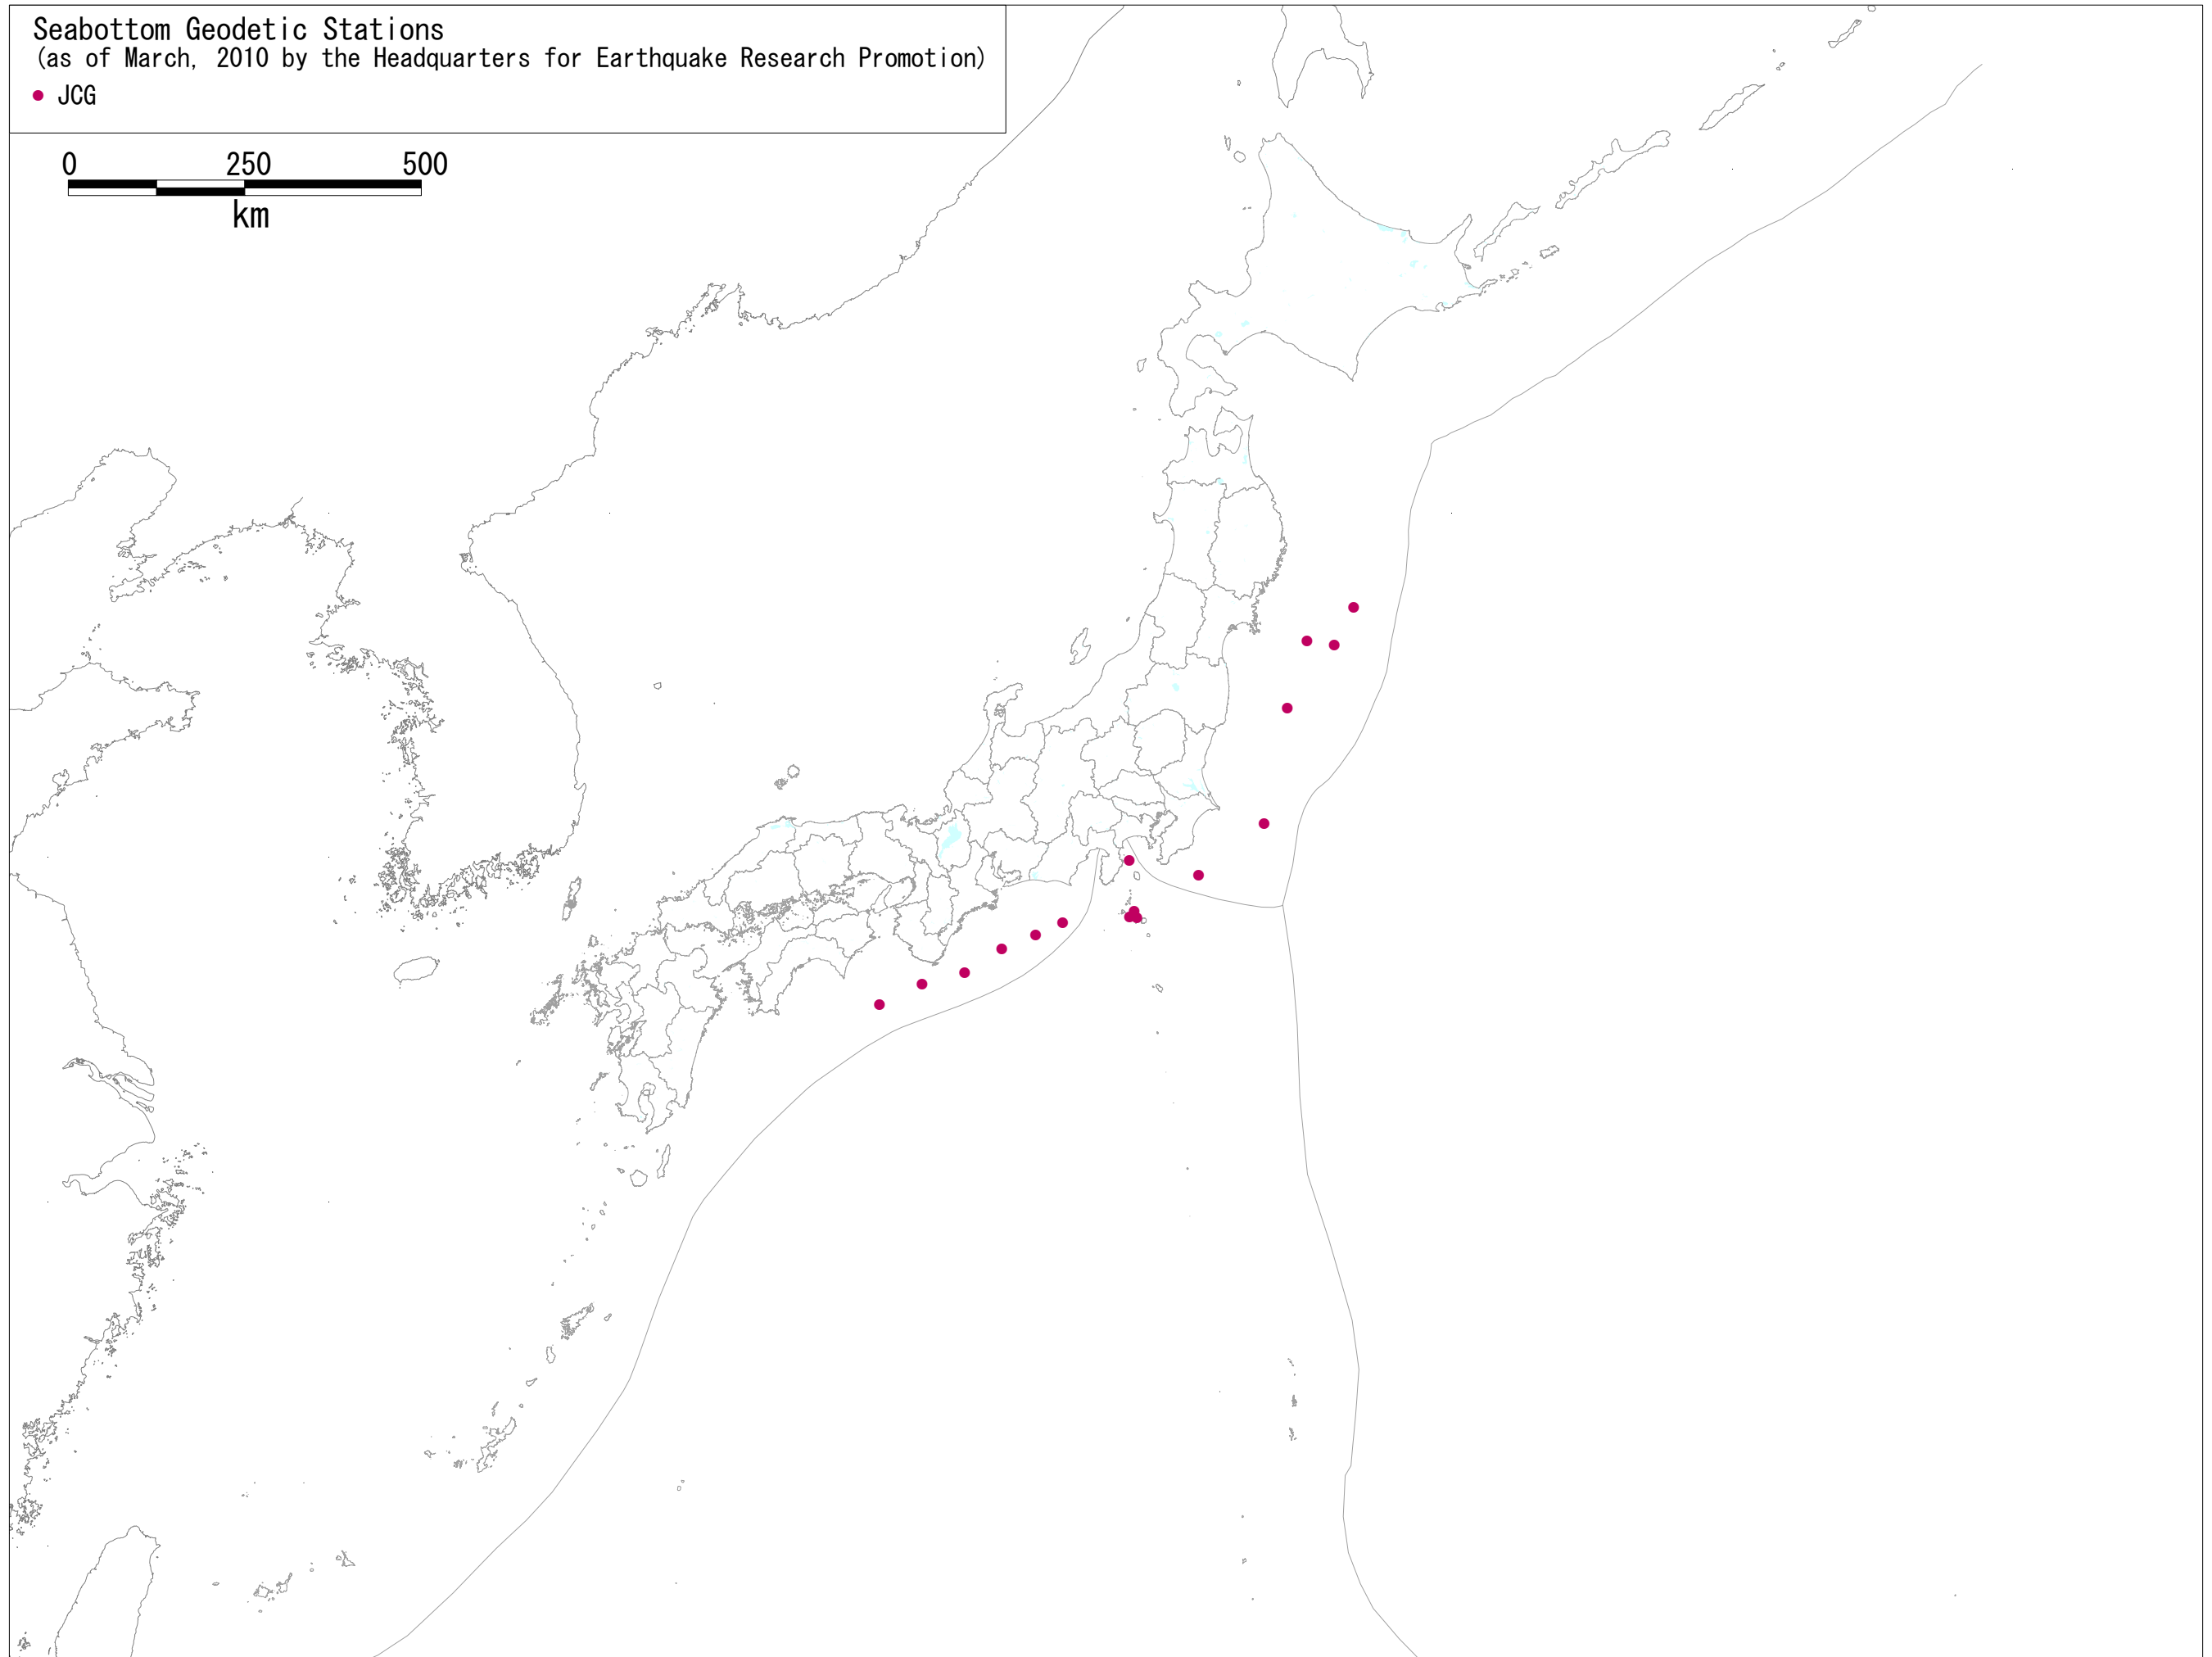 Seabottom Geodetic Stations
(as of March, 2010 by the Headquarters for Earthquake Research Promotion)
JCG
0 250 500
km